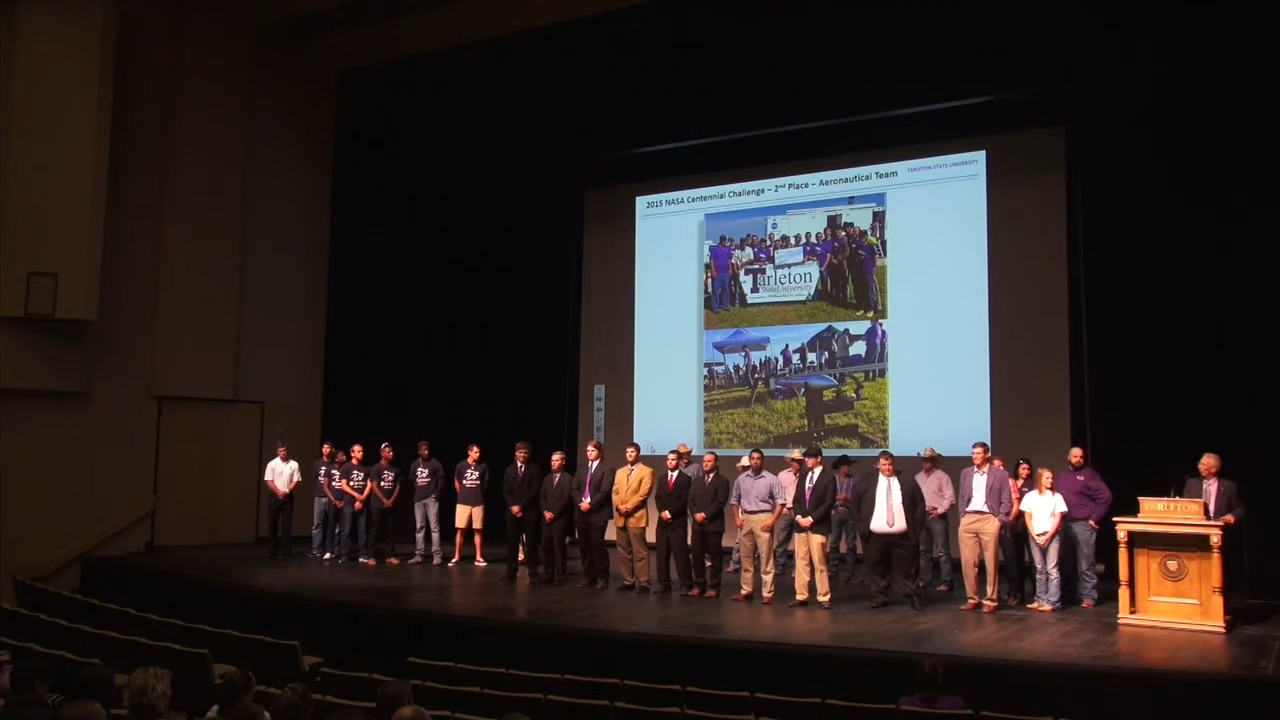 TARLETON STATE UNIVERSITY
2015 NASA Centennial Challenge – 2nd Place – Aeronautical Team
Tarleton
State University
TARLETON